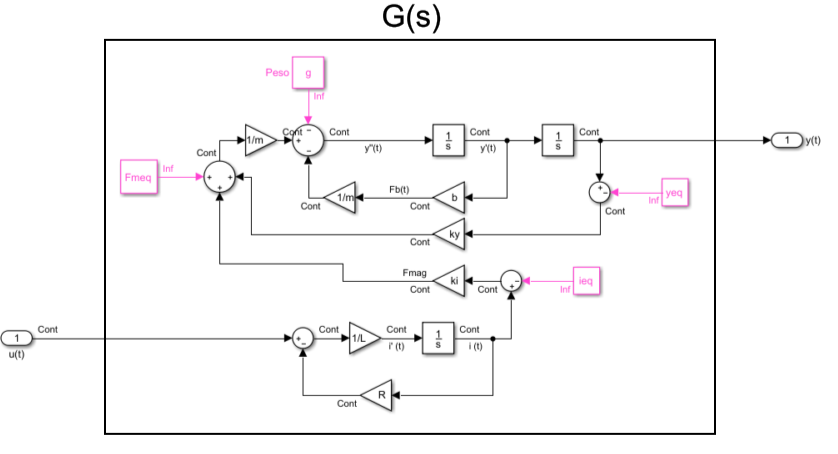 G(s)
Peso
g
Inf
1/m
Cont
Cont
y"(t)
1
s
Cont
y'(t)
1
s
Cont
1
y(t)
Cont
Fmeq
Inf
1/m
Cont
Fb(t)
Cont
b
yeq
Inf
Cont
ky
Cont
Fmag
Cont
ki
Cont
ieq
Inf
1
u(t)
Cont
Cont
1/L
Cont
i' (t)
1
s
Cont
i (t)
R
Cont